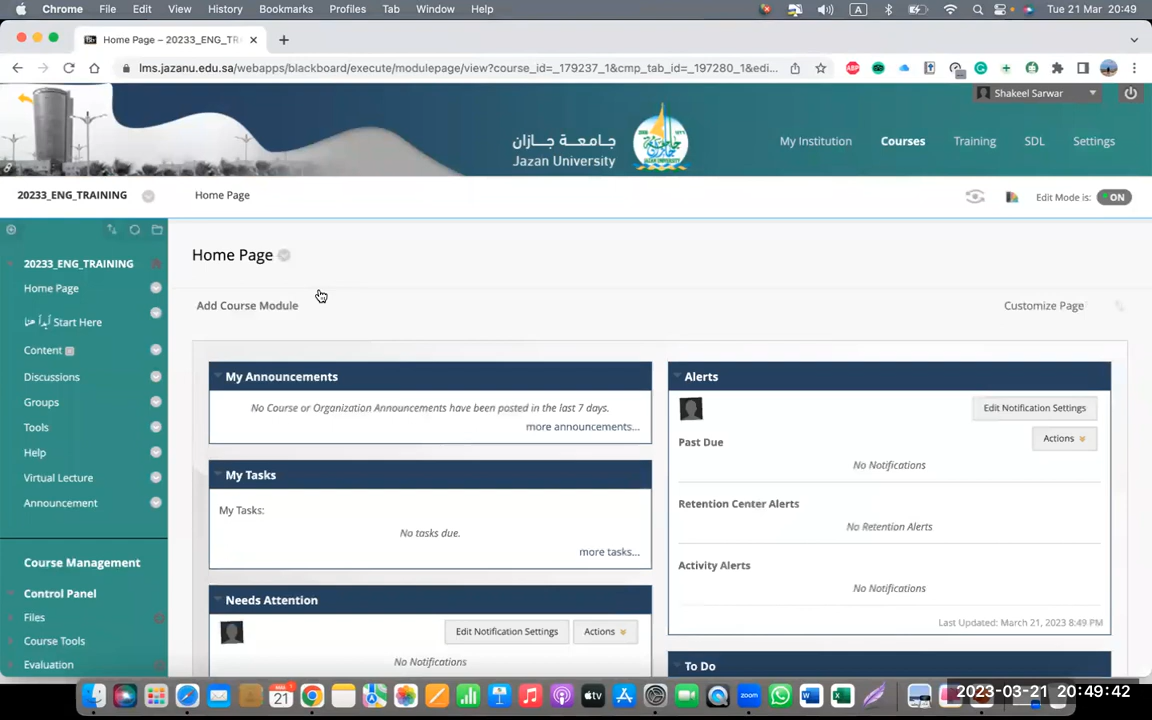 Chrome File Edit View History Bookmarks Profiles Tab Window Help A Tue 21 Mar 20:49
Home Page – 20233_ENG_TR
lms.jazanu.edu.sa/webapps/blackboard/execute/modulepage/view?course_id=_179237_1&cmp_tab_id=_197280_1&edi...
ABP
Shakeel Sarwar
جامعة جازان
Jazan University
My Institution Courses Training SDL Settings
20233_ENG_TRAINING Home Page Edit Mode is: ON
20233_ENG_TRAINING
Home Page
أبدأ هنا Start Here
Content
Discussions
Groups
Tools
Help
Virtual Lecture
Announcement
Course Management
Control Panel
Files
Course Tools
Evaluation
Home Page
Add Course Module Customize Page
My Announcements
No Course or Organization Announcements have been posted in the last 7 days.
more announcements...
My Tasks
My Tasks:
No tasks due.
more tasks...
Needs Attention
Edit Notification Settings Actions
No Notifications
Alerts
Edit Notification Settings
Past Due Actions
No Notifications
Retention Center Alerts
No Retention Alerts
Activity Alerts
No Notifications
Last Updated: March 21, 2023 8:49 PM
To Do
21 tv zoom W X
2023-03-21 20:49:42